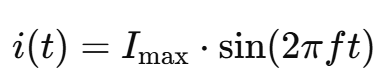 i(t) = I_max · sin(2πft)